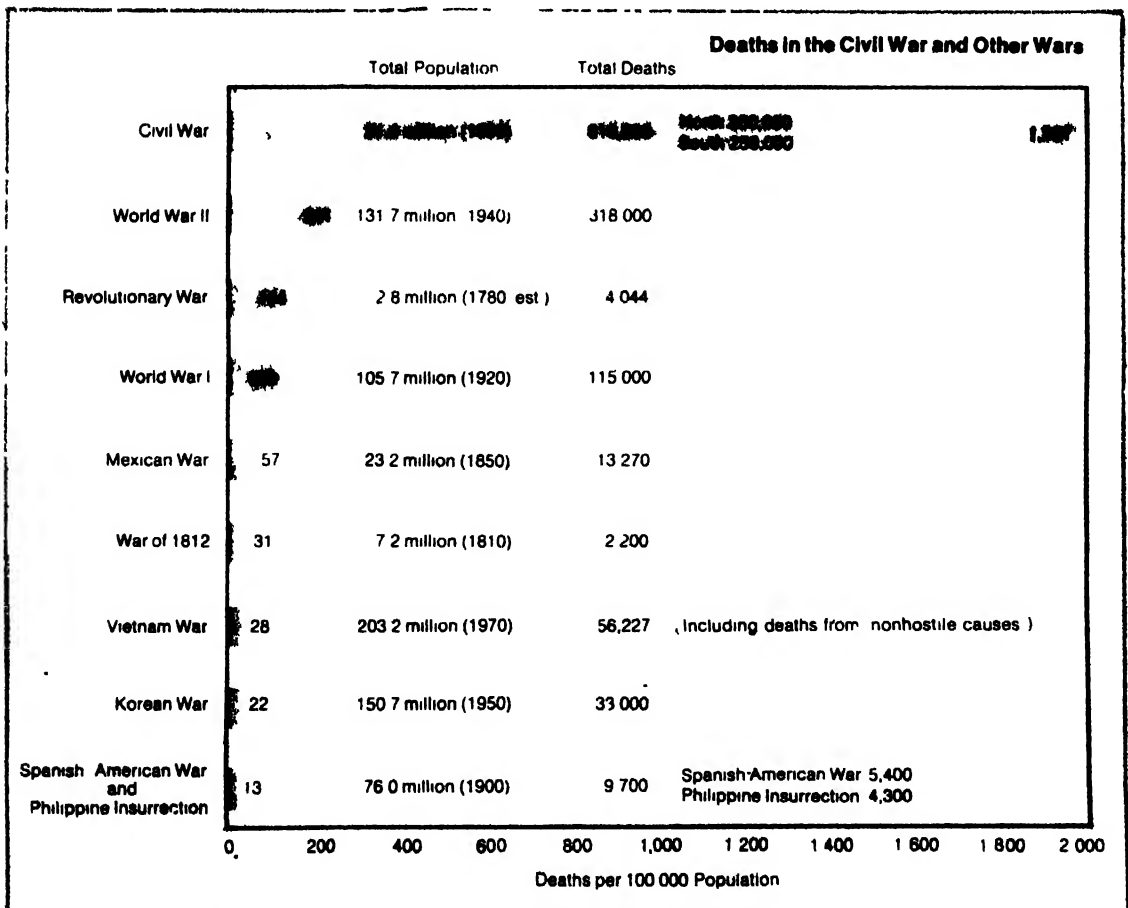 Deaths in the Civil War and Other Wars
Total Population Total Deaths
Civil War
World War II 131 7 million 1940) 318 000
Revolutionary War 2 8 million (1780 est ) 4 044
World War I 105 7 million (1920) 115 000
Mexican War 57 23 2 million (1850) 13 270
War of 1812 31 7 2 million (1810) 2 200
Vietnam War 28 203 2 million (1970) 56,227 (Including deaths from nonhostile causes )
Korean War 22 150 7 million (1950) 33 000
Spanish American War
and
Philippine Insurrection
13 76 0 million (1900) 9 700
Spanish-American War 5,400
Philippine Insurrection 4,300
0 200 400 600 800 1,000 1 200 1 400 1 600 1 800 2 000
Deaths per 100 000 Population